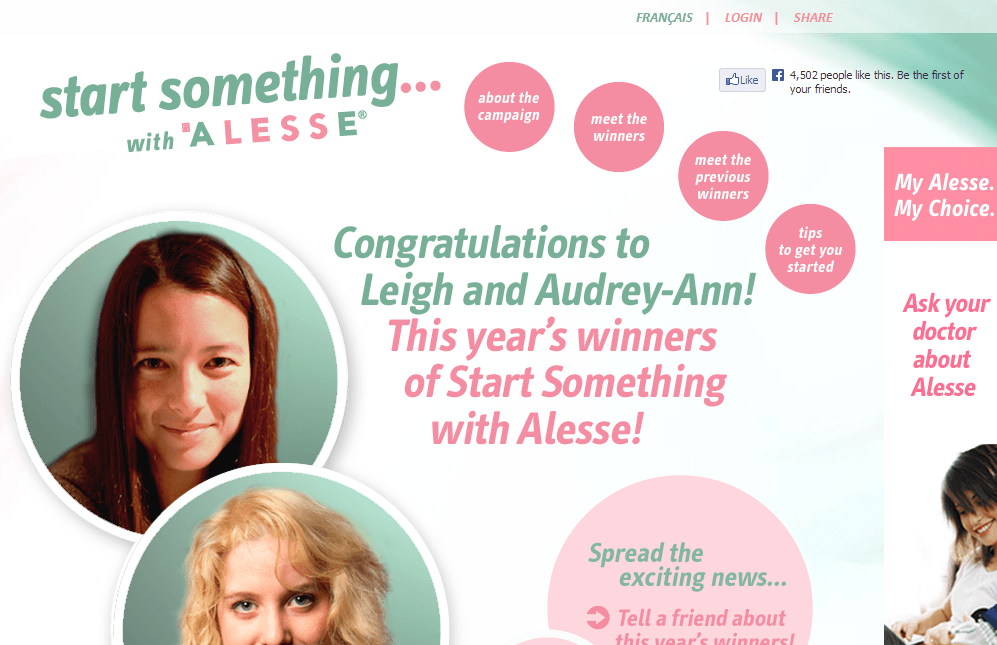 FRANÇAIS | LOGIN | SHARE
start something...
with ALESSE®
about the
campaign
meet the
winners
meet the
previous
winners
tips
to get you
started
Like
4,502 people like this. Be the first of
your friends.
My Alesse.
My Choice.
Congratulations to
Leigh and Audrey-Ann!
This year's winners
of Start Something
with Alesse!
Ask your
doctor
about
Alesse
Spread the
exciting news...
Tell a friend about
this year's winners!